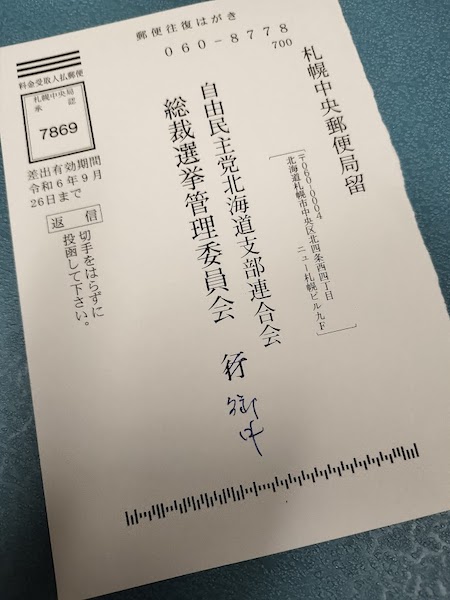 郵便往復はがき
060-8778
700
料金受取人払郵便
札幌中央局
承認
7869
差出有効期間
令和6年9月
26日まで
返信
切手をはらずに
投函して下さい。
札幌中央郵便局留
〒060-0004
北海道札幌市中央区北四条西四丁目
ニュー札幌ビル九F
自由民主党北海道支部連合会
総裁選挙管理委員会 行 御中